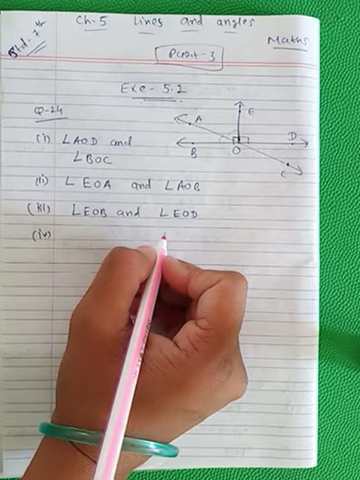 Ch-5 Lines and angles
Std-7th
Maths
Part-3
Exe-5.2
Q-14
(i) ∠AOD and
∠BOC
(ii) ∠EOA and ∠AOB
(iii) ∠EOB and ∠EOD
(iv)
A
E
B
O
D
C